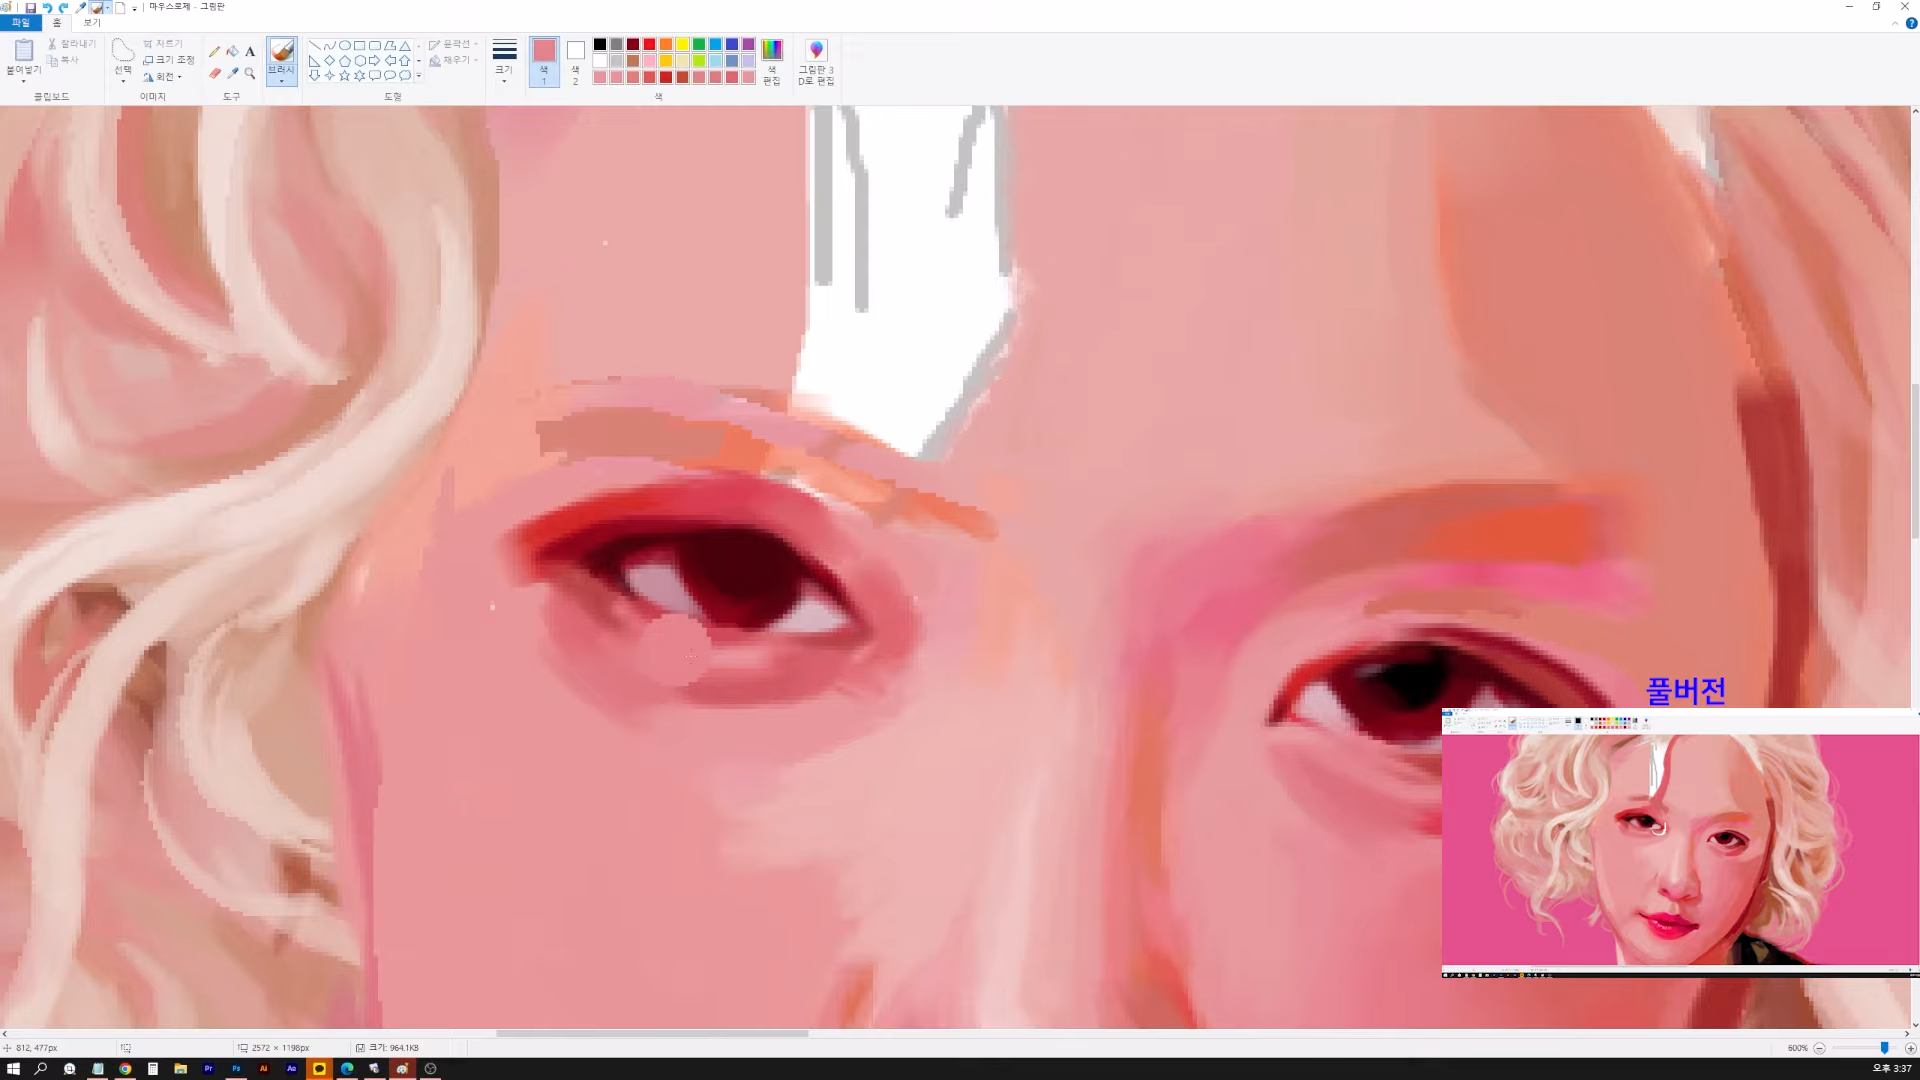 마우스로제 - 그림판
파일 홈 보기
붙여넣기
잘라내기
복사
클립보드
선택
자르기
크기 조정
회전
이미지
A
도구
브러시
윤곽선
채우기
도형
크기
색
1
색
2
색
편집
색
그림판 3
D로 편집
풀버전
812, 477px
2572 × 1198px
크기: 964.1KB
600%
Pr Ps Ai Ae
오후 3:37